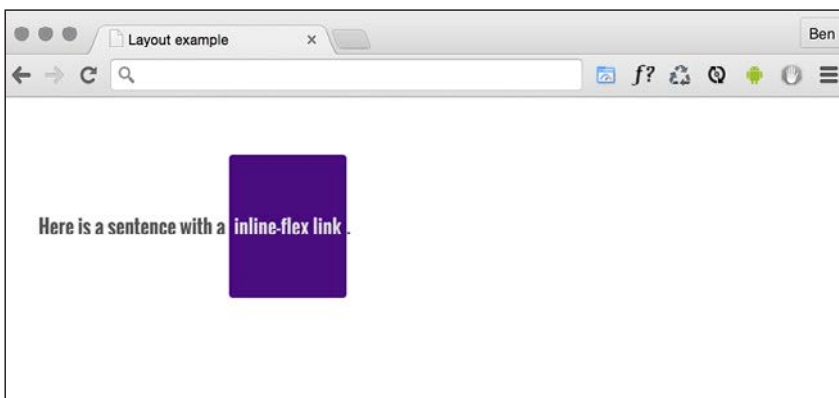 Layout example
Ben
f?
Here is a sentence with a inline-flex link .